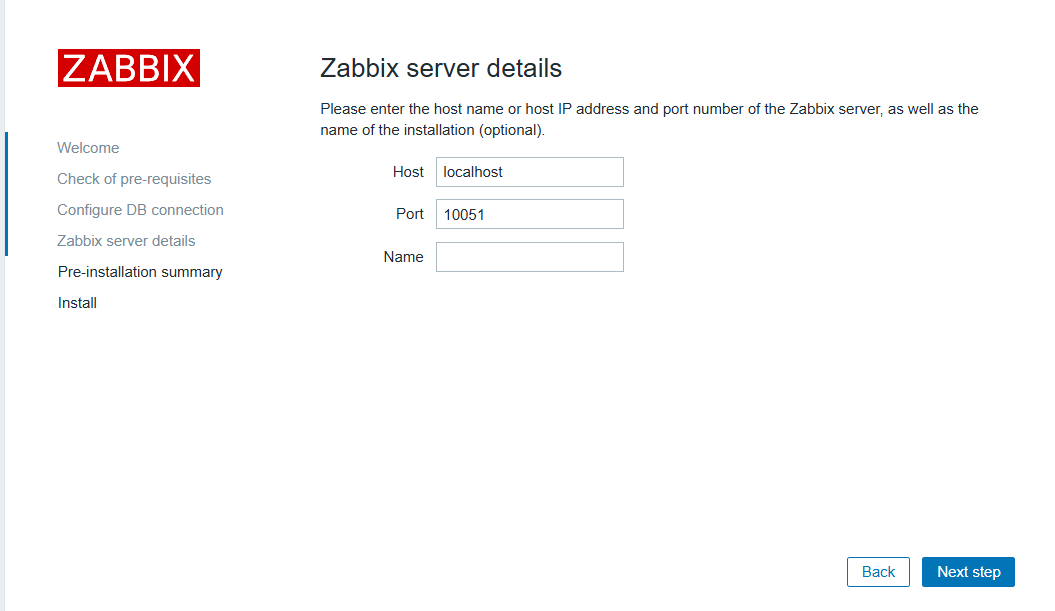 ZABBIX
Welcome
Check of pre-requisites
Configure DB connection
Zabbix server details
Pre-installation summary
Install
Zabbix server details
Please enter the host name or host IP address and port number of the Zabbix server, as well as the
name of the installation (optional).
Host localhost
Port 10051
Name
Back Next step